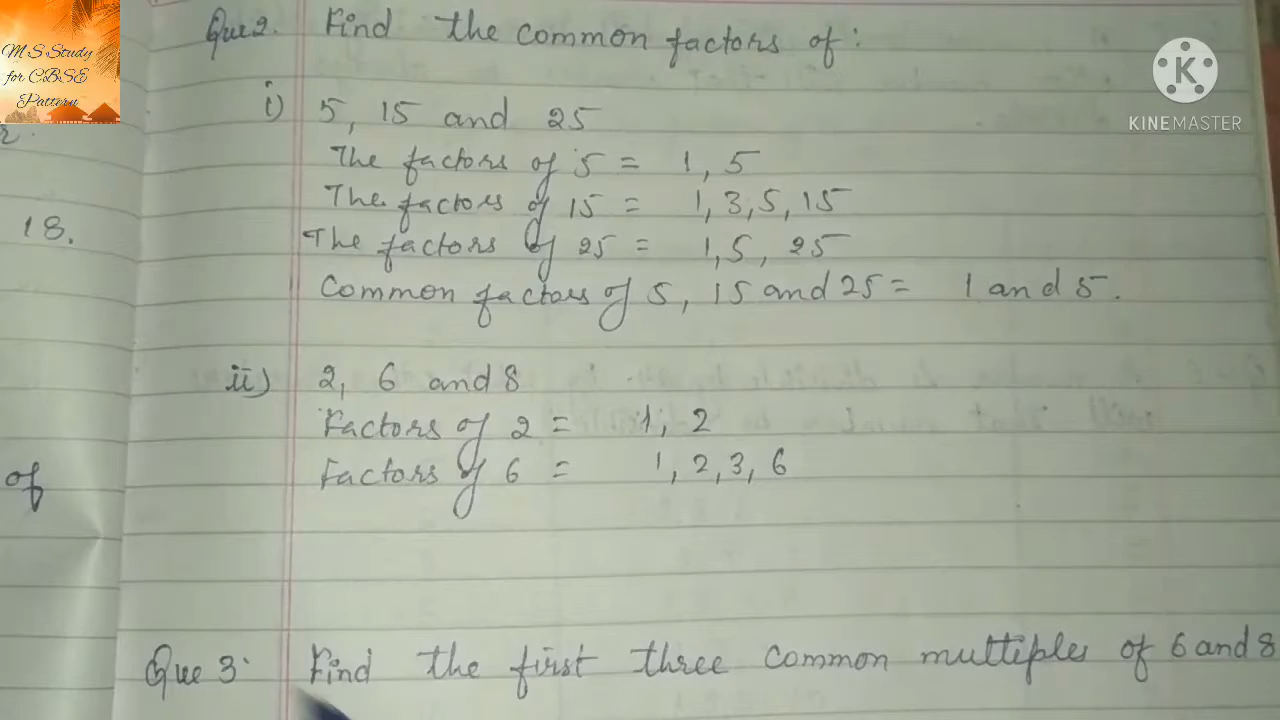 M S Study
for CBSE
Pattern
KINEMASTER
Que 2. Find the common factors of:
i) 5, 15 and 25
The factors of 5 = 1, 5
The factors of 15 = 1, 3, 5, 15
18.
The factors of 25 = 1, 5, 25
Common factors of 5, 15 and 25 = 1 and 5.
ii) 2, 6 and 8
Factors of 2 = 1, 2
Factors of 6 = 1, 2, 3, 6
of
Que 3. Find the first three common multiples of 6 and 8